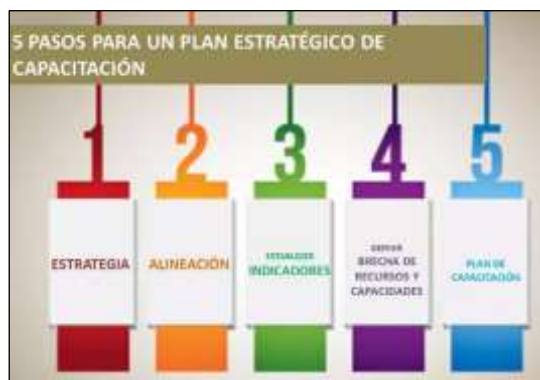 5 PASOS PARA UN PLAN ESTRATÉGICO DE
CAPACITACIÓN
1
2
3
4
5
ESTRATEGIA
ALINEACIÓN
INDICADORES
BRECHA DE
RECURSOS Y
CAPACIDADES
PLAN DE
CAPACITACIÓN